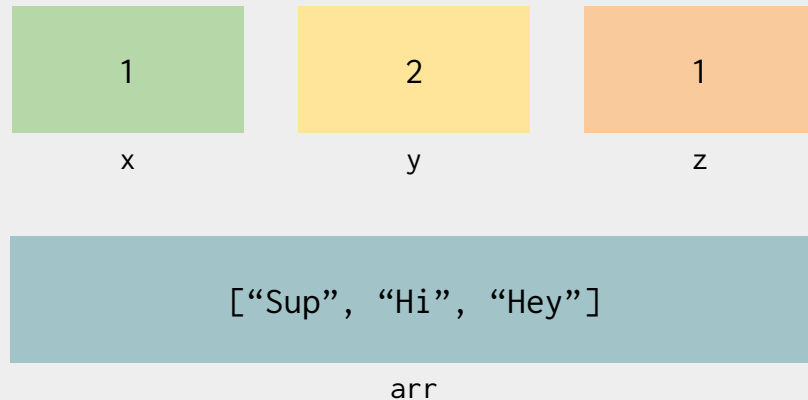 1 2 1
x y z
[“Sup”, “Hi”, “Hey”]
arr